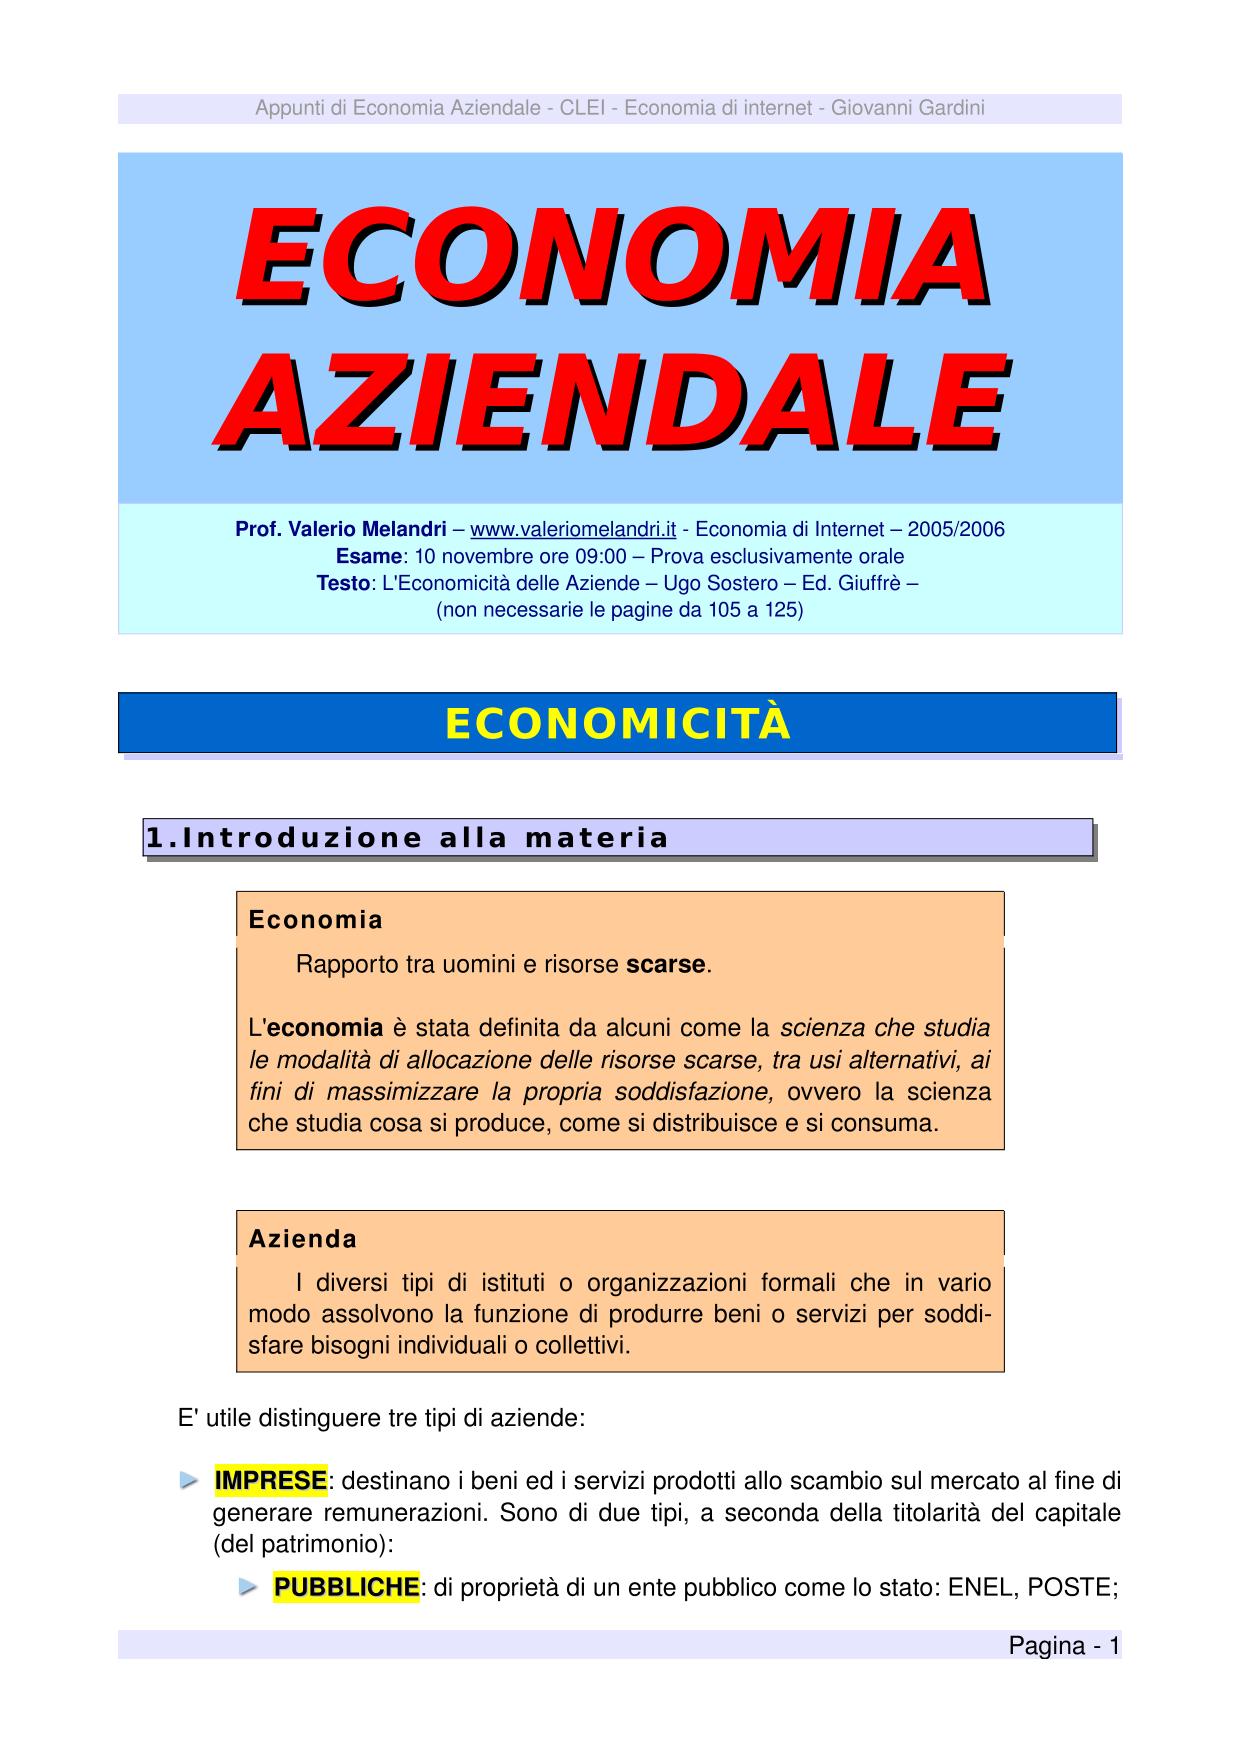 Appunti di Economia Aziendale - CLEI - Economia di internet - Giovanni Gardini
ECONOMIA
AZIENDALE
Prof. Valerio Melandri – www.valeriomelandri.it - Economia di Internet – 2005/2006
Esame: 10 novembre ore 09:00 – Prova esclusivamente orale
Testo: L'Economicità delle Aziende – Ugo Sostero – Ed. Giuffrè –
(non necessarie le pagine da 105 a 125)
ECONOMICITÀ
1.Introduzione alla materia
Economia
Rapporto tra uomini e risorse scarse.
L'economia è stata definita da alcuni come la scienza che studia
le modalità di allocazione delle risorse scarse, tra usi alternativi, ai
fini di massimizzare la propria soddisfazione, ovvero la scienza
che studia cosa si produce, come si distribuisce e si consuma.
Azienda
I diversi tipi di istituti o organizzazioni formali che in vario
modo assolvono la funzione di produrre beni o servizi per soddi-
sfare bisogni individuali o collettivi.
E' utile distinguere tre tipi di aziende:
IMPRESE: destinano i beni ed i servizi prodotti allo scambio sul mercato al fine di
generare remunerazioni. Sono di due tipi, a seconda della titolarità del capitale
(del patrimonio):
PUBBLICHE: di proprietà di un ente pubblico come lo stato: ENEL, POSTE;
Pagina - 1